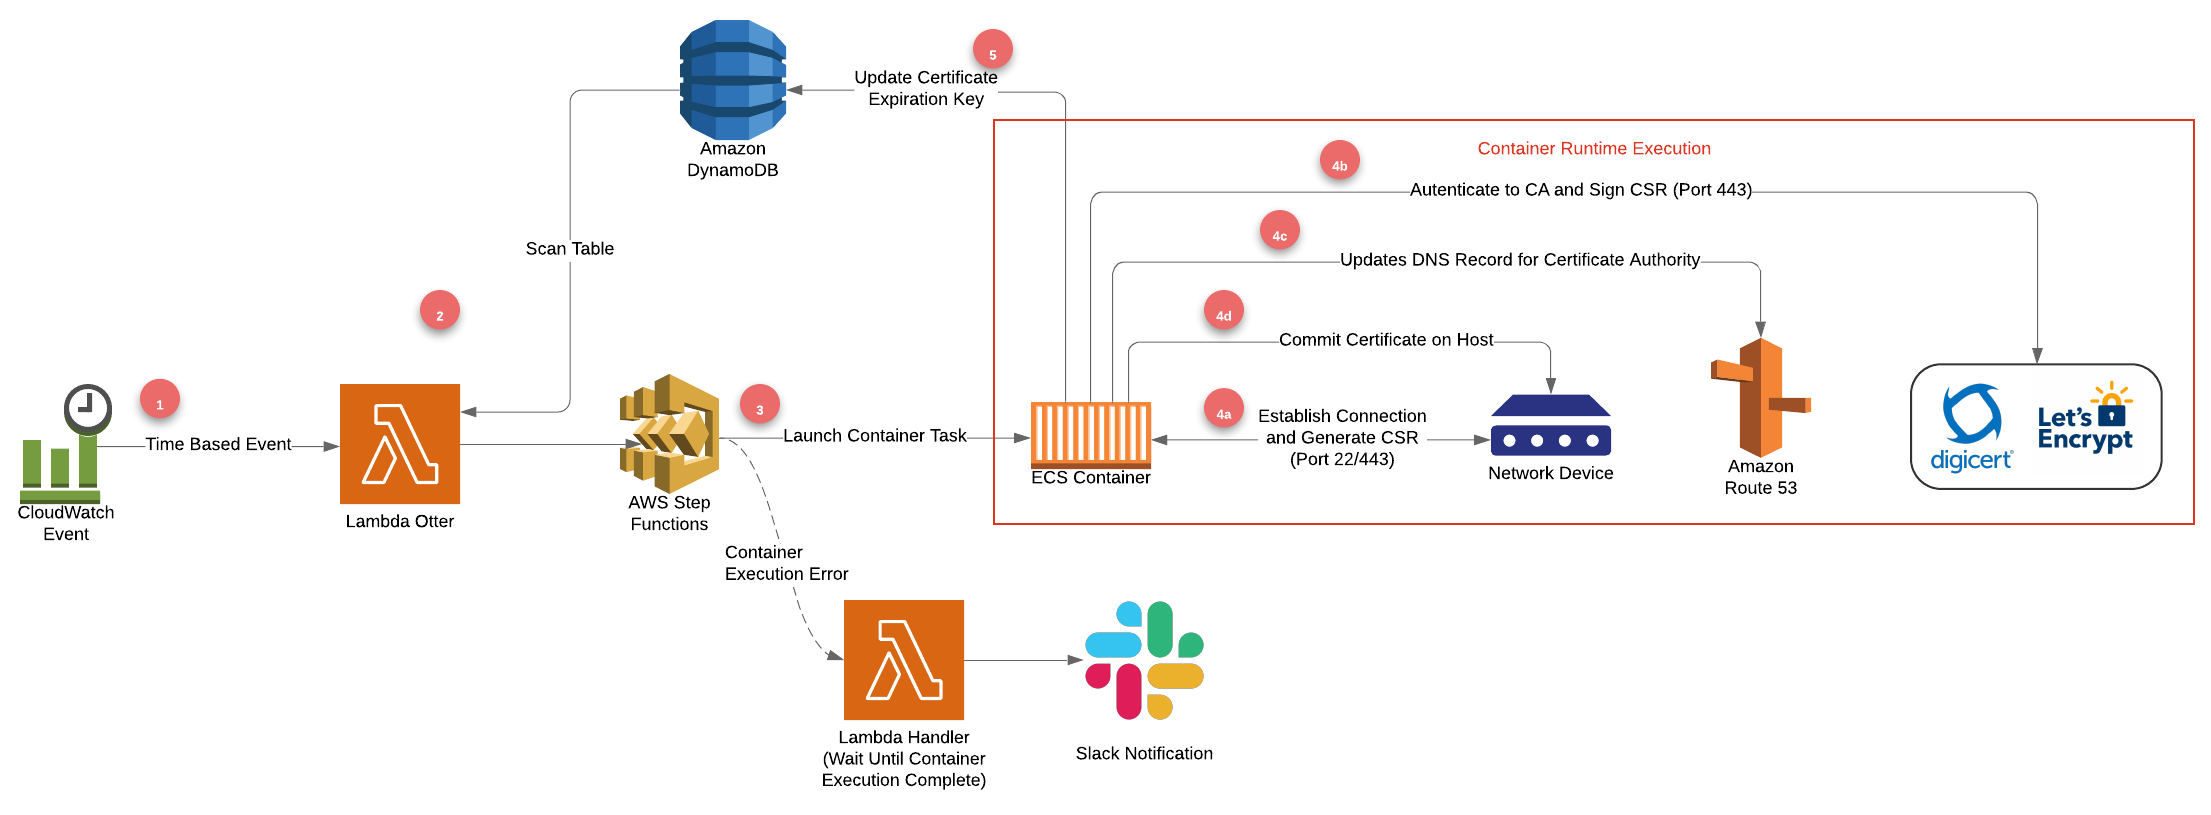 5
Update Certificate
Expiration Key
Amazon
DynamoDB
Container Runtime Execution
4b
Autenticate to CA and Sign CSR (Port 443)
4c
Updates DNS Record for Certificate Authority
Scan Table
2
4d
Commit Certificate on Host
1
Time Based Event
3
Launch Container Task
4a
Establish Connection
and Generate CSR
(Port 22/443)
CloudWatch
Event
Lambda Otter
AWS Step
Functions
ECS Container
Network Device
Amazon
Route 53
digicert
Let's
Encrypt
Container
Execution Error
Lambda Handler
(Wait Until Container
Execution Complete)
Slack Notification